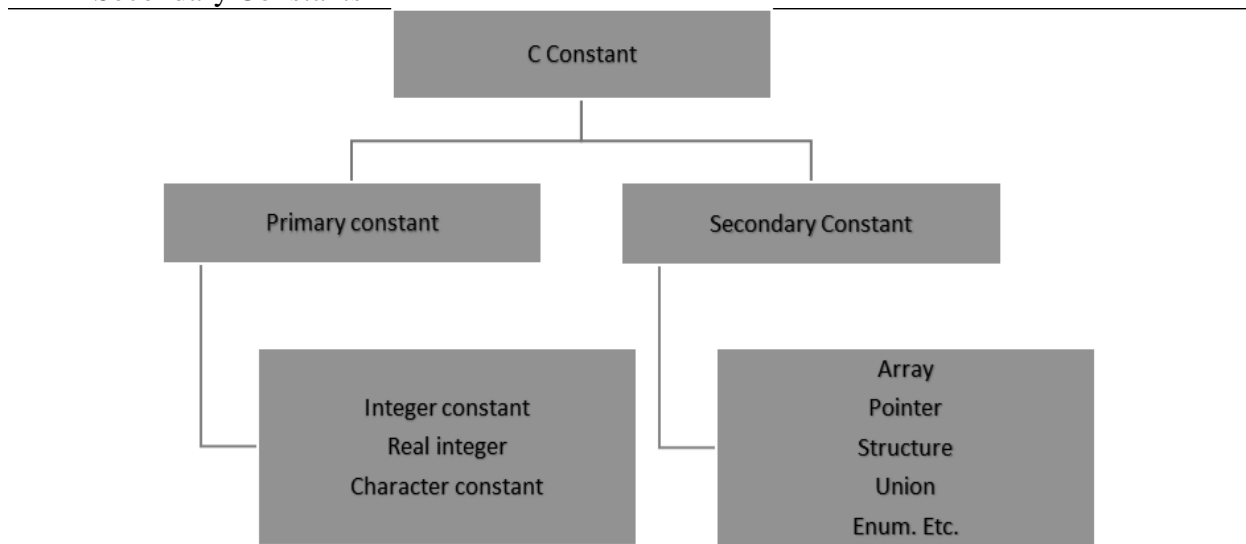 C Constant
Primary constant
Secondary Constant
Integer constant
Real integer
Character constant
Array
Pointer
Structure
Union
Enum. Etc.